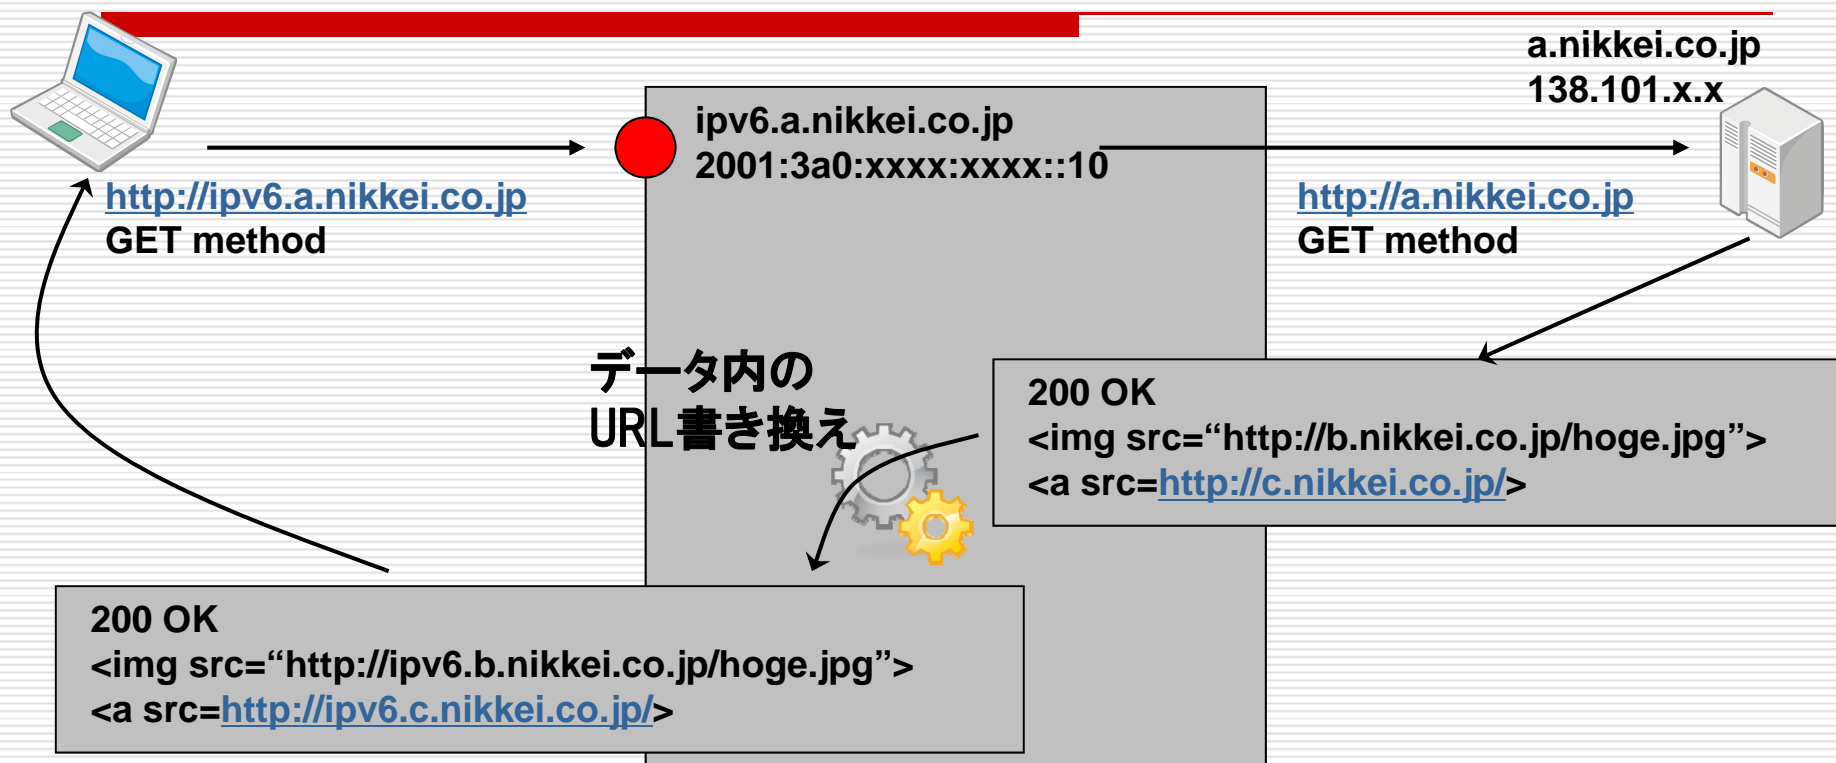 a.nikkei.co.jp
138.101.x.x
ipv6.a.nikkei.co.jp
2001:3a0:xxxx:xxxx::10
http://ipv6.a.nikkei.co.jp
GET method
http://a.nikkei.co.jp
GET method
データ内の
URL書き換え
200 OK
<img src=“http://b.nikkei.co.jp/hoge.jpg”>
<a src=http://c.nikkei.co.jp/>
200 OK
<img src=“http://ipv6.b.nikkei.co.jp/hoge.jpg”>
<a src=http://ipv6.c.nikkei.co.jp/>